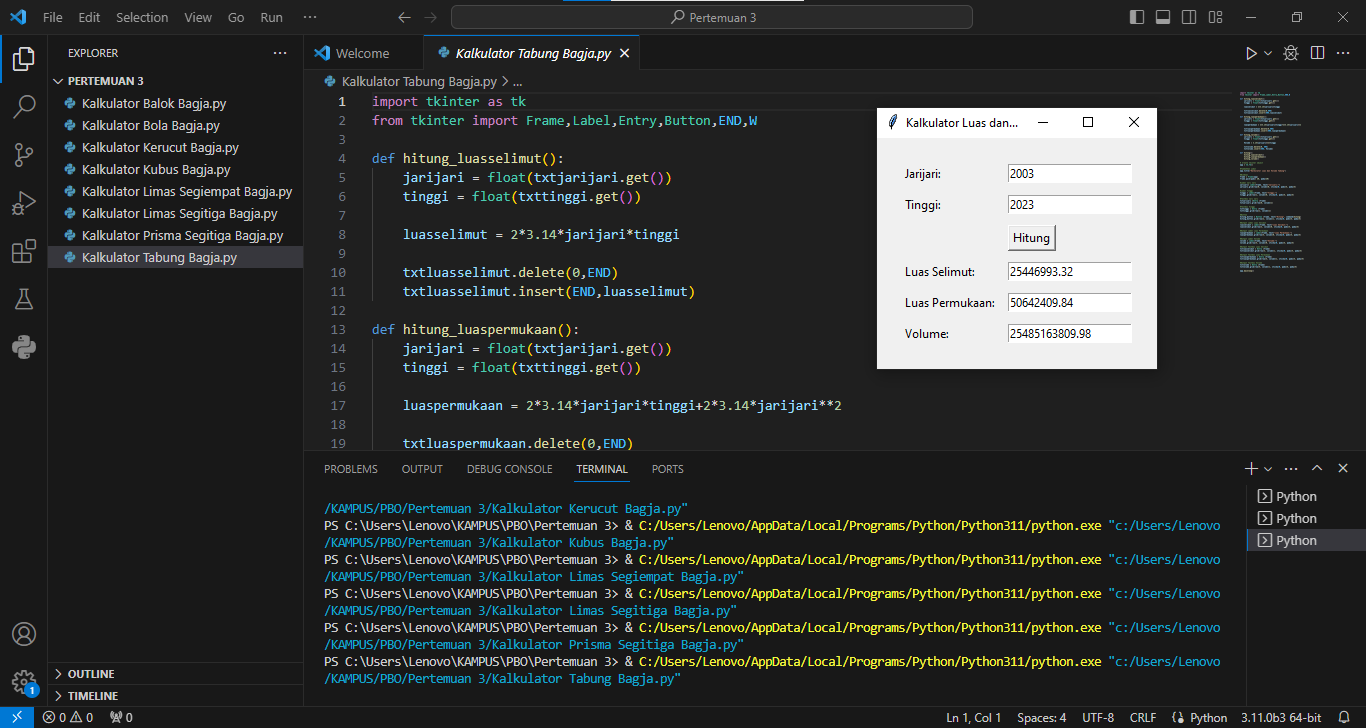 File Edit Selection View Go Run ··· Pertemuan 3
EXPLORER ···
PERTEMUAN 3
Kalkulator Balok Bagja.py
Kalkulator Bola Bagja.py
Kalkulator Kerucut Bagja.py
Kalkulator Kubus Bagja.py
Kalkulator Limas Segiempat Bagja.py
Kalkulator Limas Segitiga Bagja.py
Kalkulator Prisma Segitiga Bagja.py
Kalkulator Tabung Bagja.py
OUTLINE
TIMELINE
Welcome Kalkulator Tabung Bagja.py
Kalkulator Tabung Bagja.py > ...
1 import tkinter as tk
2 from tkinter import Frame,Label,Entry,Button,END,W
3
4 def hitung_luasselimut():
5 jarijari = float(txtjarijari.get())
6 tinggi = float(txttinggi.get())
7
8 luasselimut = 2*3.14*jarijari*tinggi
9
10 txtluasselimut.delete(0,END)
11 txtluasselimut.insert(END,luasselimut)
12
13 def hitung_luaspermukaan():
14 jarijari = float(txtjarijari.get())
15 tinggi = float(txttinggi.get())
16
17 luaspermukaan = 2*3.14*jarijari*tinggi+2*3.14*jarijari**2
18
19 txtluaspermukaan.delete(0,END)
Kalkulator Luas dan...
Jarijari: 2003
Tinggi: 2023
Hitung
Luas Selimut: 25446993.32
Luas Permukaan: 50642409.84
Volume: 25485163809.98
PROBLEMS OUTPUT DEBUG CONSOLE TERMINAL PORTS
/KAMPUS/PBO/Pertemuan 3/Kalkulator Kerucut Bagja.py"
PS C:\Users\Lenovo\KAMPUS\PBO\Pertemuan 3> & C:/Users/Lenovo/AppData/Local/Programs/Python/Python311/python.exe "c:/Users/Lenovo
/KAMPUS/PBO/Pertemuan 3/Kalkulator Kubus Bagja.py"
PS C:\Users\Lenovo\KAMPUS\PBO\Pertemuan 3> & C:/Users/Lenovo/AppData/Local/Programs/Python/Python311/python.exe "c:/Users/Lenovo
/KAMPUS/PBO/Pertemuan 3/Kalkulator Limas Segiempat Bagja.py"
PS C:\Users\Lenovo\KAMPUS\PBO\Pertemuan 3> & C:/Users/Lenovo/AppData/Local/Programs/Python/Python311/python.exe "c:/Users/Lenovo
/KAMPUS/PBO/Pertemuan 3/Kalkulator Limas Segitiga Bagja.py"
PS C:\Users\Lenovo\KAMPUS\PBO\Pertemuan 3> & C:/Users/Lenovo/AppData/Local/Programs/Python/Python311/python.exe "c:/Users/Lenovo
/KAMPUS/PBO/Pertemuan 3/Kalkulator Prisma Segitiga Bagja.py"
PS C:\Users\Lenovo\KAMPUS\PBO\Pertemuan 3> & C:/Users/Lenovo/AppData/Local/Programs/Python/Python311/python.exe "c:/Users/Lenovo
/KAMPUS/PBO/Pertemuan 3/Kalkulator Tabung Bagja.py"
Python
Python
Python
1
0 0 0 Ln 1, Col 1 Spaces: 4 UTF-8 CRLF Python 3.11.0b3 64-bit